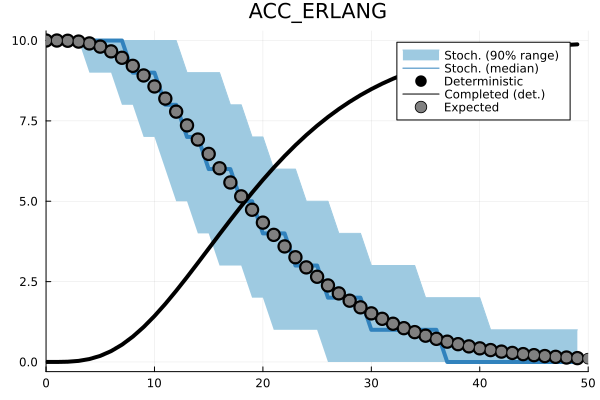 ACC_ERLANG
10.0
7.5
5.0
2.5
0.0
Stoch. (90% range)
Stoch. (median)
Deterministic
Completed (det.)
Expected
0 10 20 30 40 50